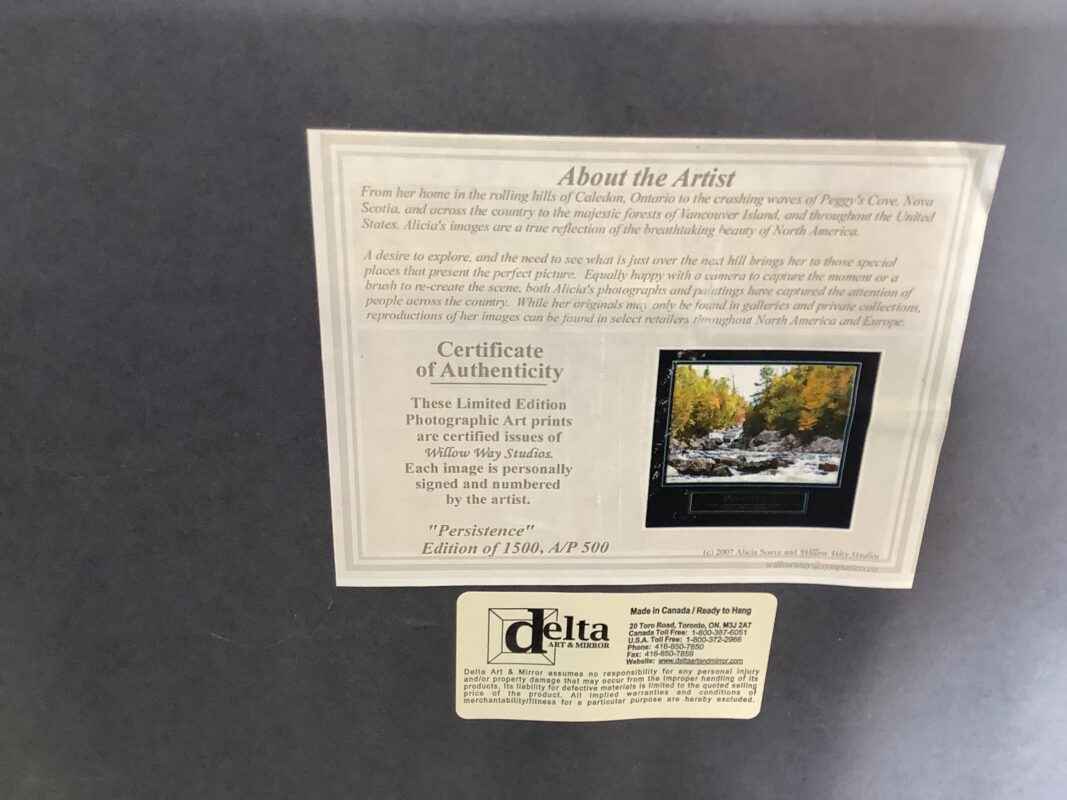 About the Artist
From her home in the rolling hills of Caledon, Ontario to the crashing waves of Peggy's Cove, Nova
Scotia, and across the country to the majestic forests of Vancouver Island, and throughout the United
States, Alicia's images are a true reflection of the breathtaking beauty of North America.
A desire to explore, and the need to see what is just over the next hill brings her to those special
places that present the perfect picture. Equally happy with a camera to capture the moment or a
brush to re-create the scene, both Alicia's photographs and paintings have captured the attention of
people across the country. While her originals may only be found in galleries and private collections,
reproductions of her images can be found in select retailers throughout North America and Europe.
Certificate
of Authenticity
These Limited Edition
Photographic Art prints
are certified issues of
Willow Way Studios.
Each image is personally
signed and numbered
by the artist.
"Persistence"
Edition of 1500, A/P 500
(c) 2007 Alicia and Willow Way Studios
delta
ART & MIRROR
Made in Canada / Ready to Hang
20 Toro Road, Toronto, ON. M3J 2A7
Canada Toll Free: 1-800-387-6051
U.S.A. Toll Free: 1-800-372-2966
Phone: 416-650-7850
Fax: 416-650-7859
Website: www.deltaartandmirror.com
Delta Art & Mirror assumes no responsibility for any personal injury
and/or property damage that may occur from the improper handling of its
products. Its liability for defective materials is limited to the quoted selling
price of the product. All implied warranties and conditions of
merchantability/fitness for a particular purpose are hereby excluded.